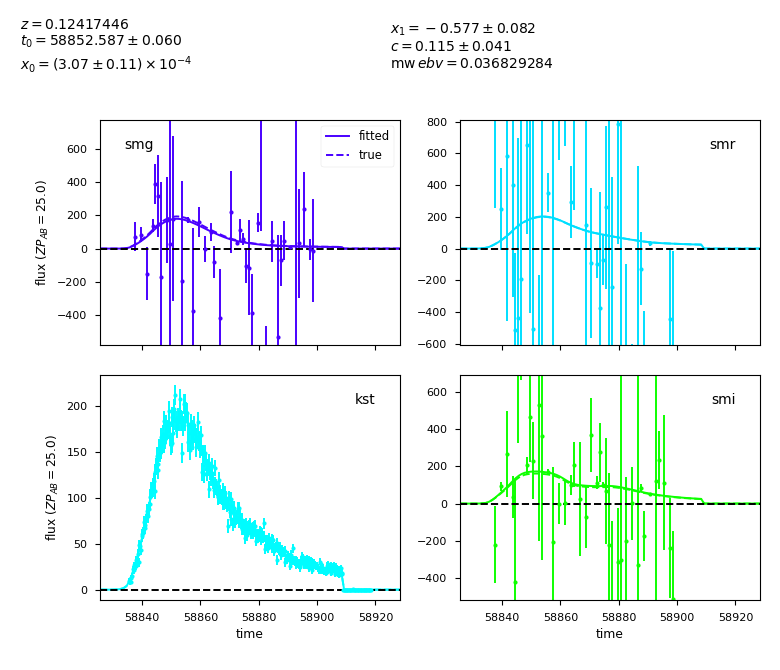 z = 0.12417446
t₀ = 58852.587 ± 0.060
x₀ = (3.07 ± 0.11) × 10⁻⁴
x₁ = −0.577 ± 0.082
c = 0.115 ± 0.041
mw ebv = 0.036829284
smg
fitted
true
600
400
200
0
−200
−400
flux (ZP_AB = 25.0)
smr
800
600
400
200
0
−200
−400
−600
kst
200
150
100
50
0
flux (ZP_AB = 25.0)
58840 58860 58880 58900 58920
time
smi
600
400
200
0
−200
−400
58840 58860 58880 58900 58920
time